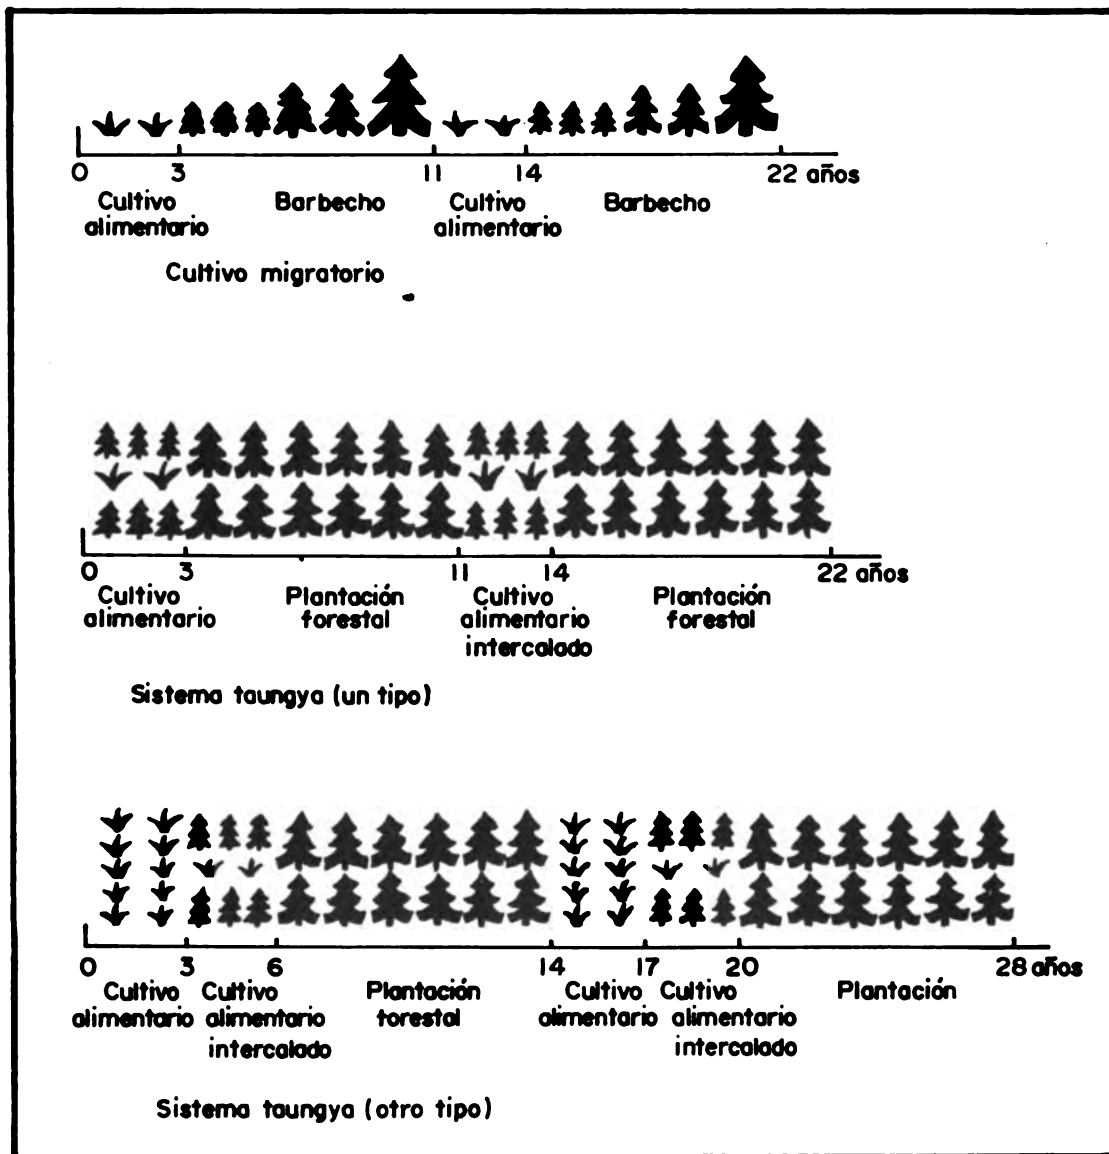 0 3 11 14 22 años
Cultivo Barbecho Cultivo Barbecho
alimentario alimentario
Cultivo migratorio
0 3 11 14 22 años
Cultivo Plantación Cultivo Plantación
alimentario forestal alimentario forestal
intercalado
Sistema taungya (un tipo)
0 3 6 14 17 20 28 años
Cultivo Cultivo Plantación Cultivo Cultivo Plantación
alimentario alimentario torestal alimentario alimentario
intercalado intercalado
Sistema taungya (otro tipo)